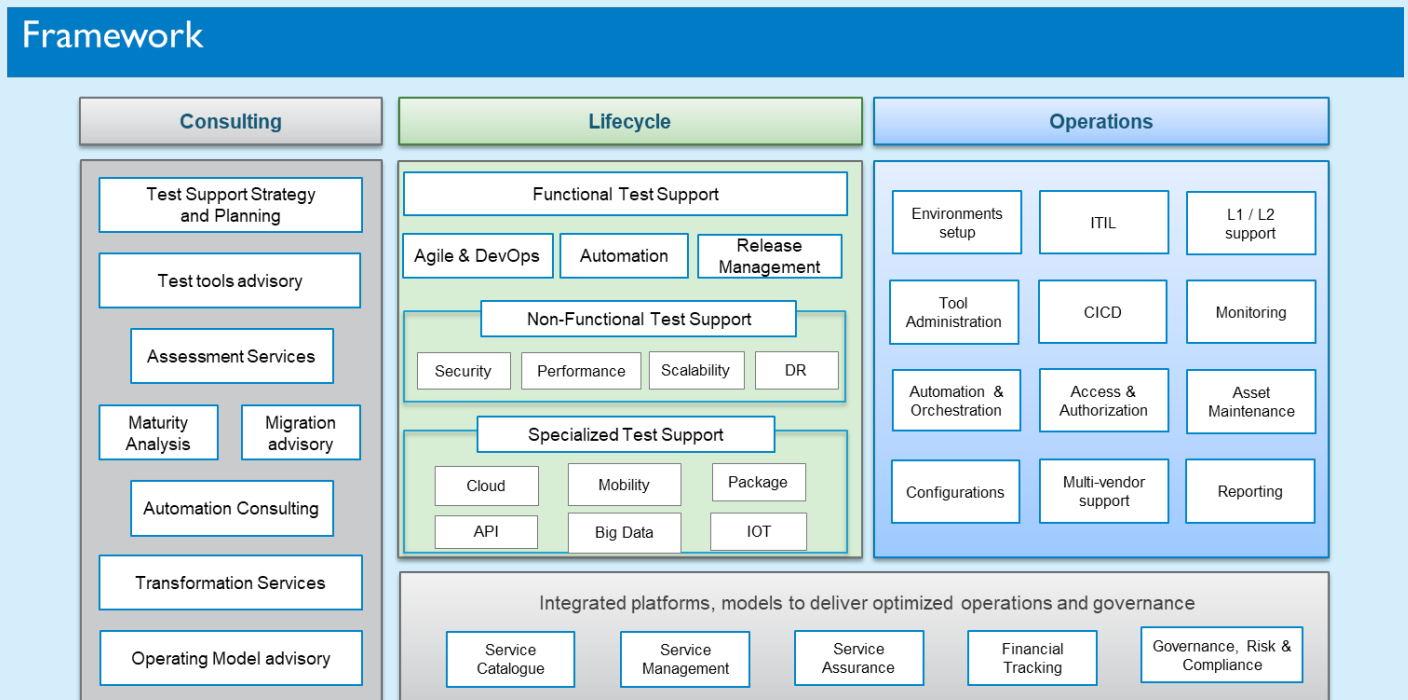 Framework
Consulting
Lifecycle
Operations
Test Support Strategy
and Planning
Test tools advisory
Assessment Services
Maturity
Analysis
Migration
advisory
Automation Consulting
Transformation Services
Operating Model advisory
Functional Test Support
Agile & DevOps
Automation
Release
Management
Non-Functional Test Support
Security
Performance
Scalability
DR
Specialized Test Support
Cloud
Mobility
Package
API
Big Data
IOT
Environments
setup
ITIL
L1 / L2
support
Tool
Administration
CICD
Monitoring
Automation &
Orchestration
Access &
Authorization
Asset
Maintenance
Configurations
Multi-vendor
support
Reporting
Integrated platforms, models to deliver optimized operations and governance
Service
Catalogue
Service
Management
Service
Assurance
Financial
Tracking
Governance, Risk &
Compliance